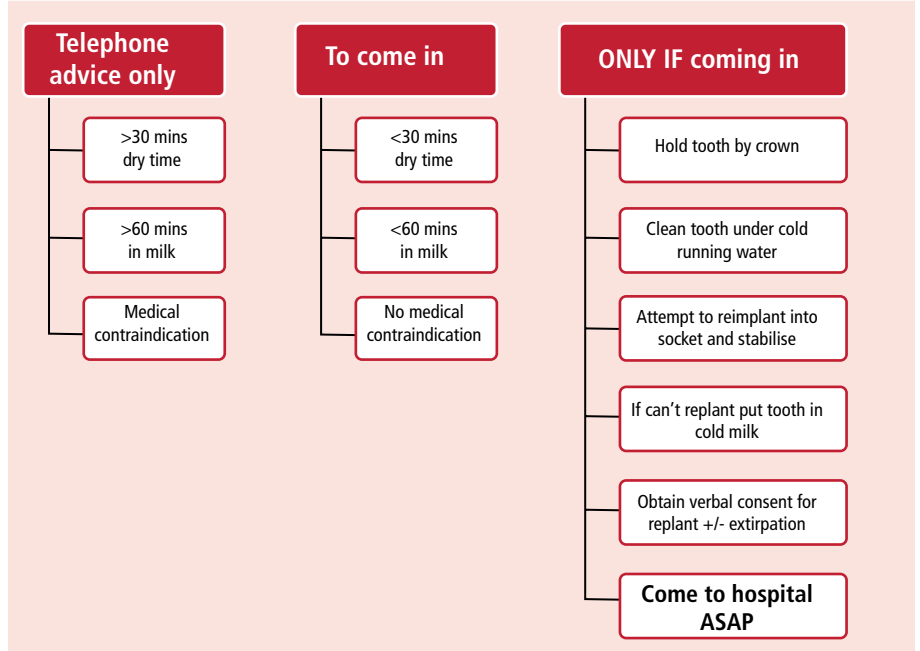 Telephone
advice only
>30 mins
dry time
>60 mins
in milk
Medical
contraindication
To come in
<30 mins
dry time
<60 mins
in milk
No medical
contraindication
ONLY IF coming in
Hold tooth by crown
Clean tooth under cold
running water
Attempt to reimplant into
socket and stabilise
If can’t replant put tooth in
cold milk
Obtain verbal consent for
replant +/- extirpation
Come to hospital
ASAP